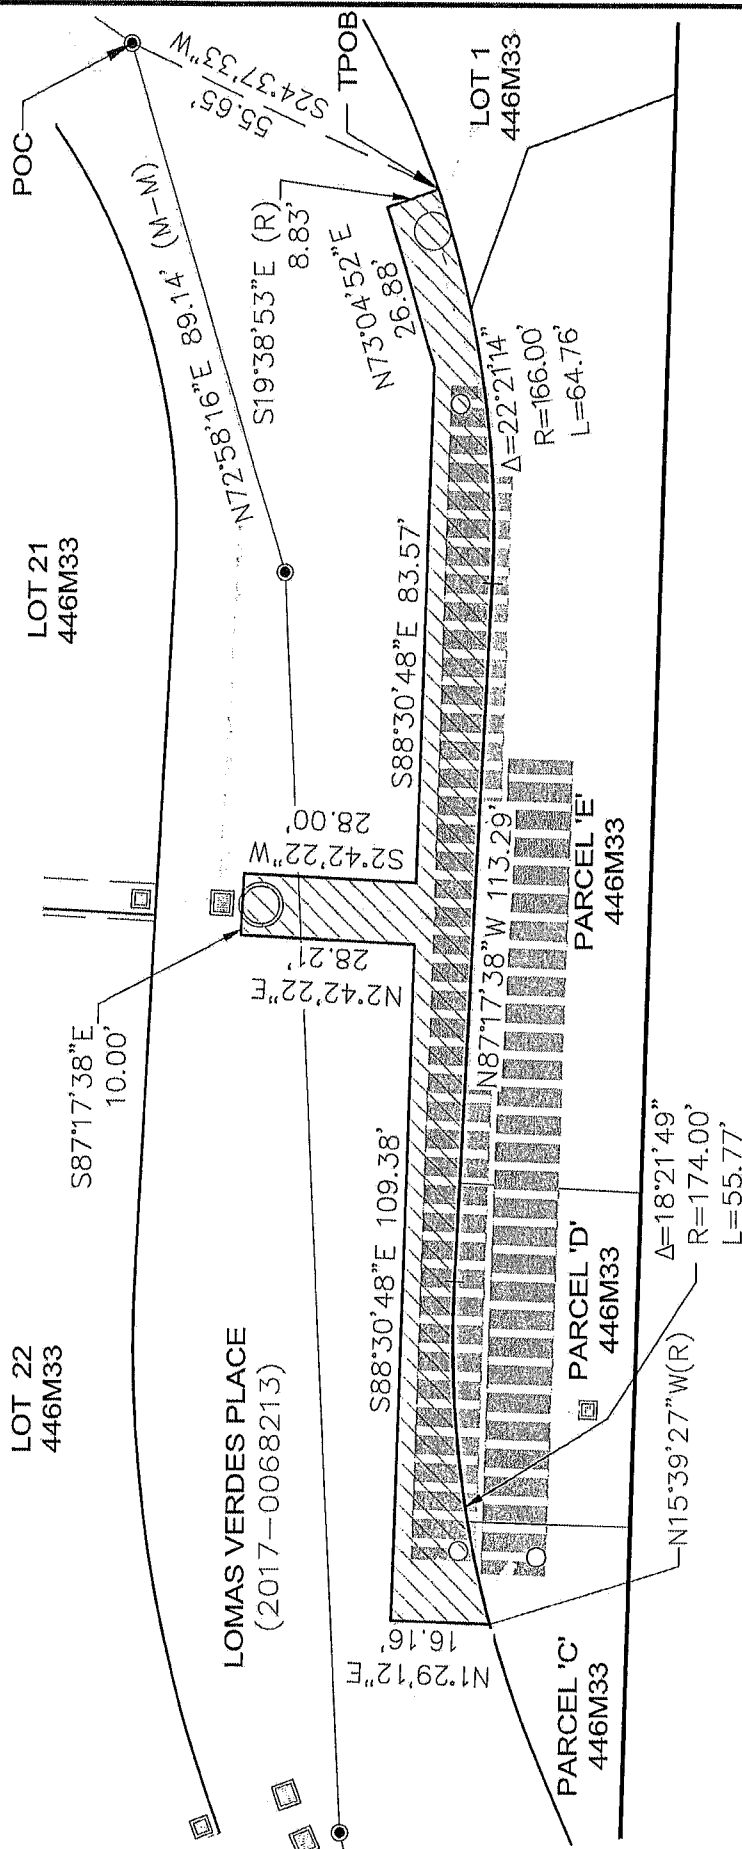 POC
S24°37'33"W
55.65'
TPOB
LOT 1
446M33
N72°58'16"E 89.14' (M-M)
S19°38'53"E (R)
8.83'
N73°04'52"E
26.88'
Δ=22°21'14"
R=166.00'
L=64.76'
LOT 21
446M33
S88°30'48"E 83.57'
S2°42'22"W
28.00'
N2°42'22"E
28.21'
S87°17'38"E
10.00'
N87°17'38"W 113.29'
PARCEL 'E'
446M33
S88°30'48"E 109.38'
LOT 22
446M33
LOMAS VERDES PLACE
(2017-0068213)
PARCEL 'D'
446M33
Δ=18°21'49"
R=174.00'
L=55.77'
N15°39'27"W(R)
N1°29'12"E
16.16'
PARCEL 'C'
446M33